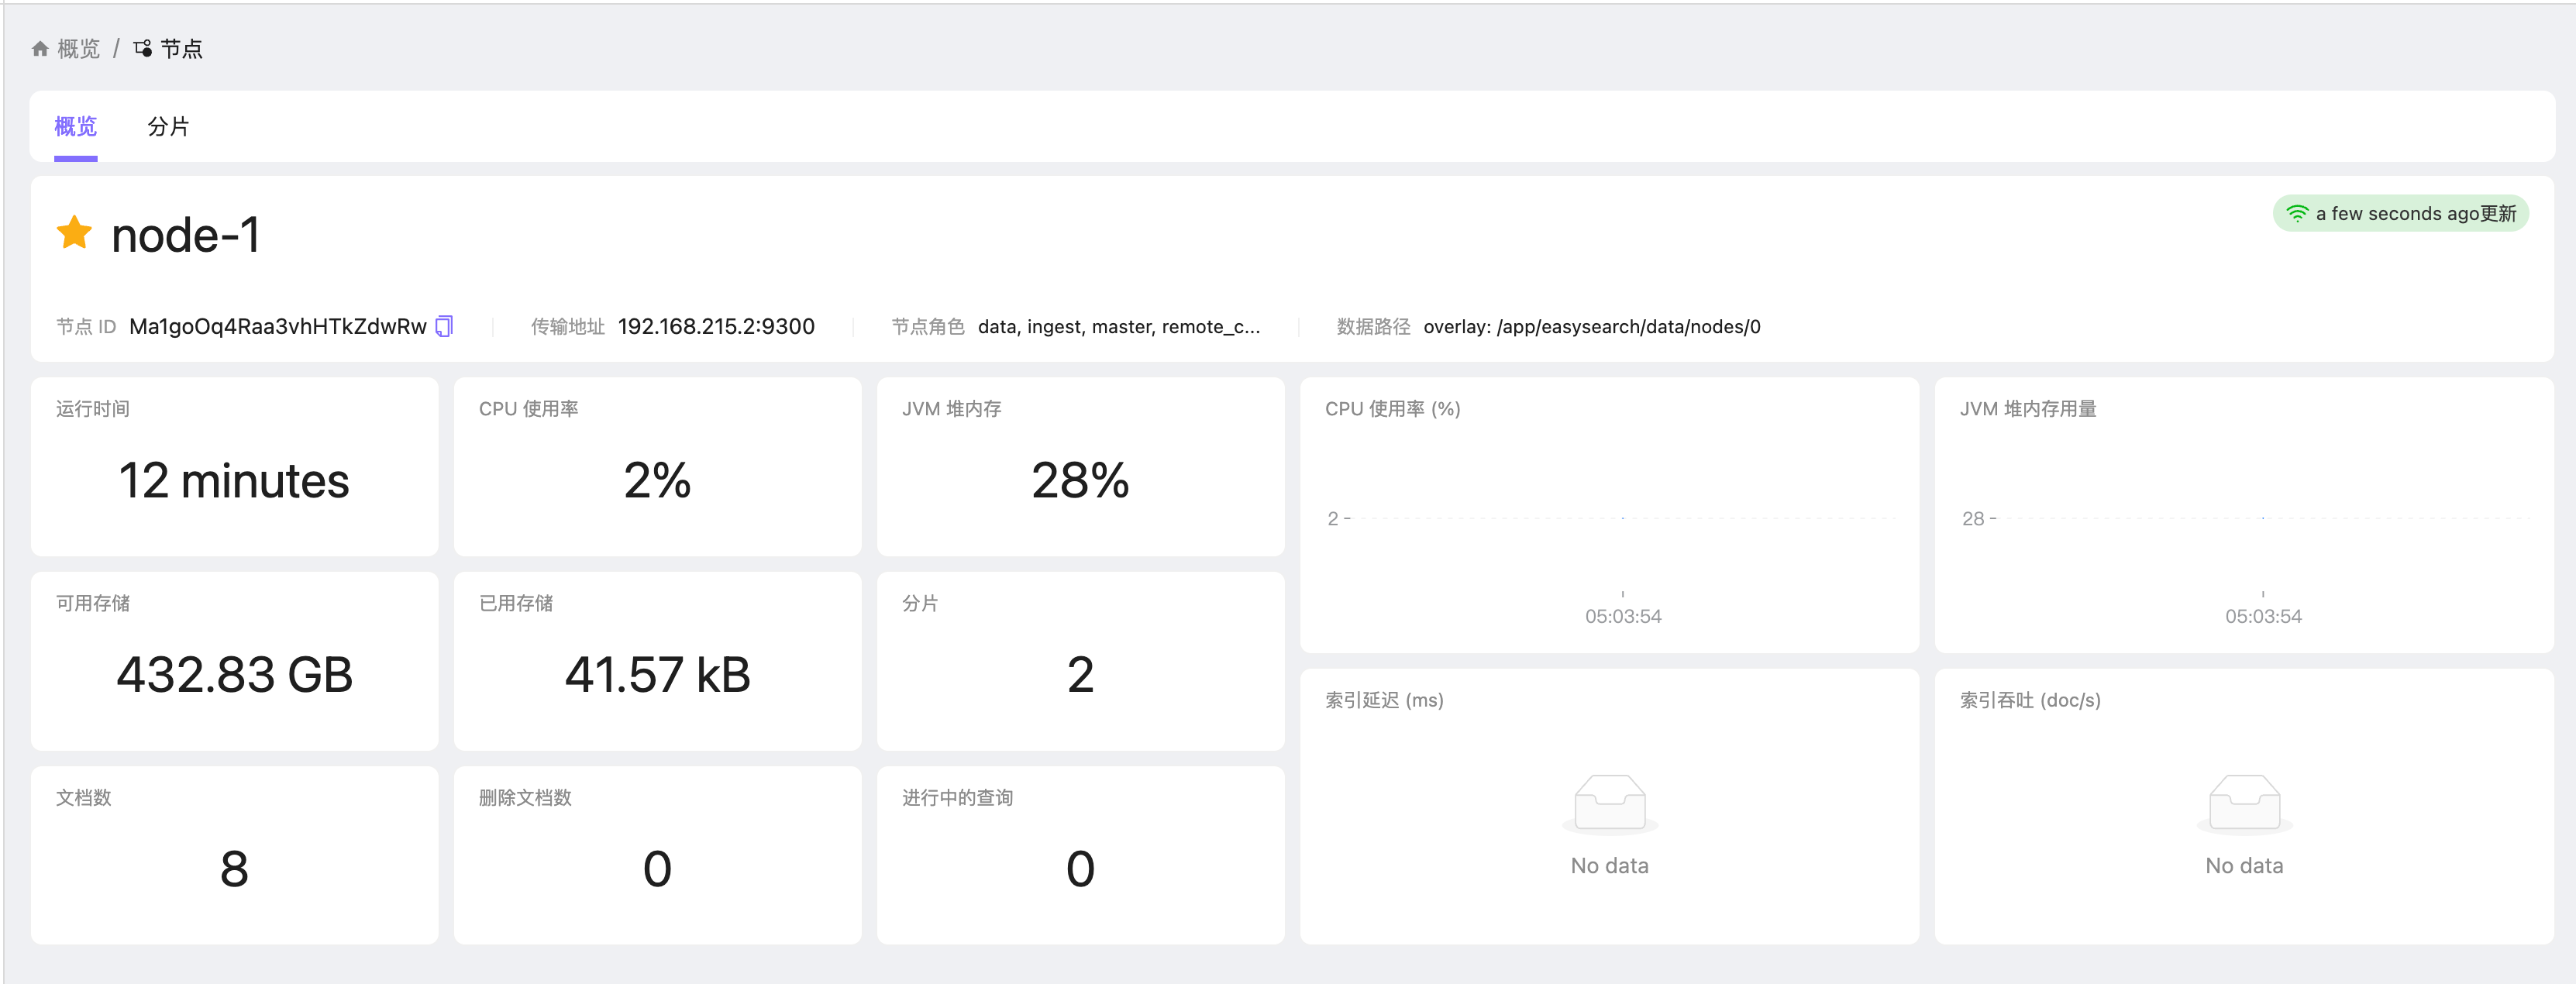 概览 / 节点
概览 分片
node-1
a few seconds ago更新
节点 ID Ma1goOq4Raa3vhHTkZdwRw 传输地址 192.168.215.2:9300 节点角色 data, ingest, master, remote_c... 数据路径 overlay: /app/easysearch/data/nodes/0
运行时间
12 minutes
CPU 使用率
2%
JVM 堆内存
28%
可用存储
432.83 GB
已用存储
41.57 kB
分片
2
文档数
8
删除文档数
0
进行中的查询
0
CPU 使用率 (%)
2
05:03:54
JVM 堆内存用量
28
05:03:54
索引延迟 (ms)
No data
索引吞吐 (doc/s)
No data